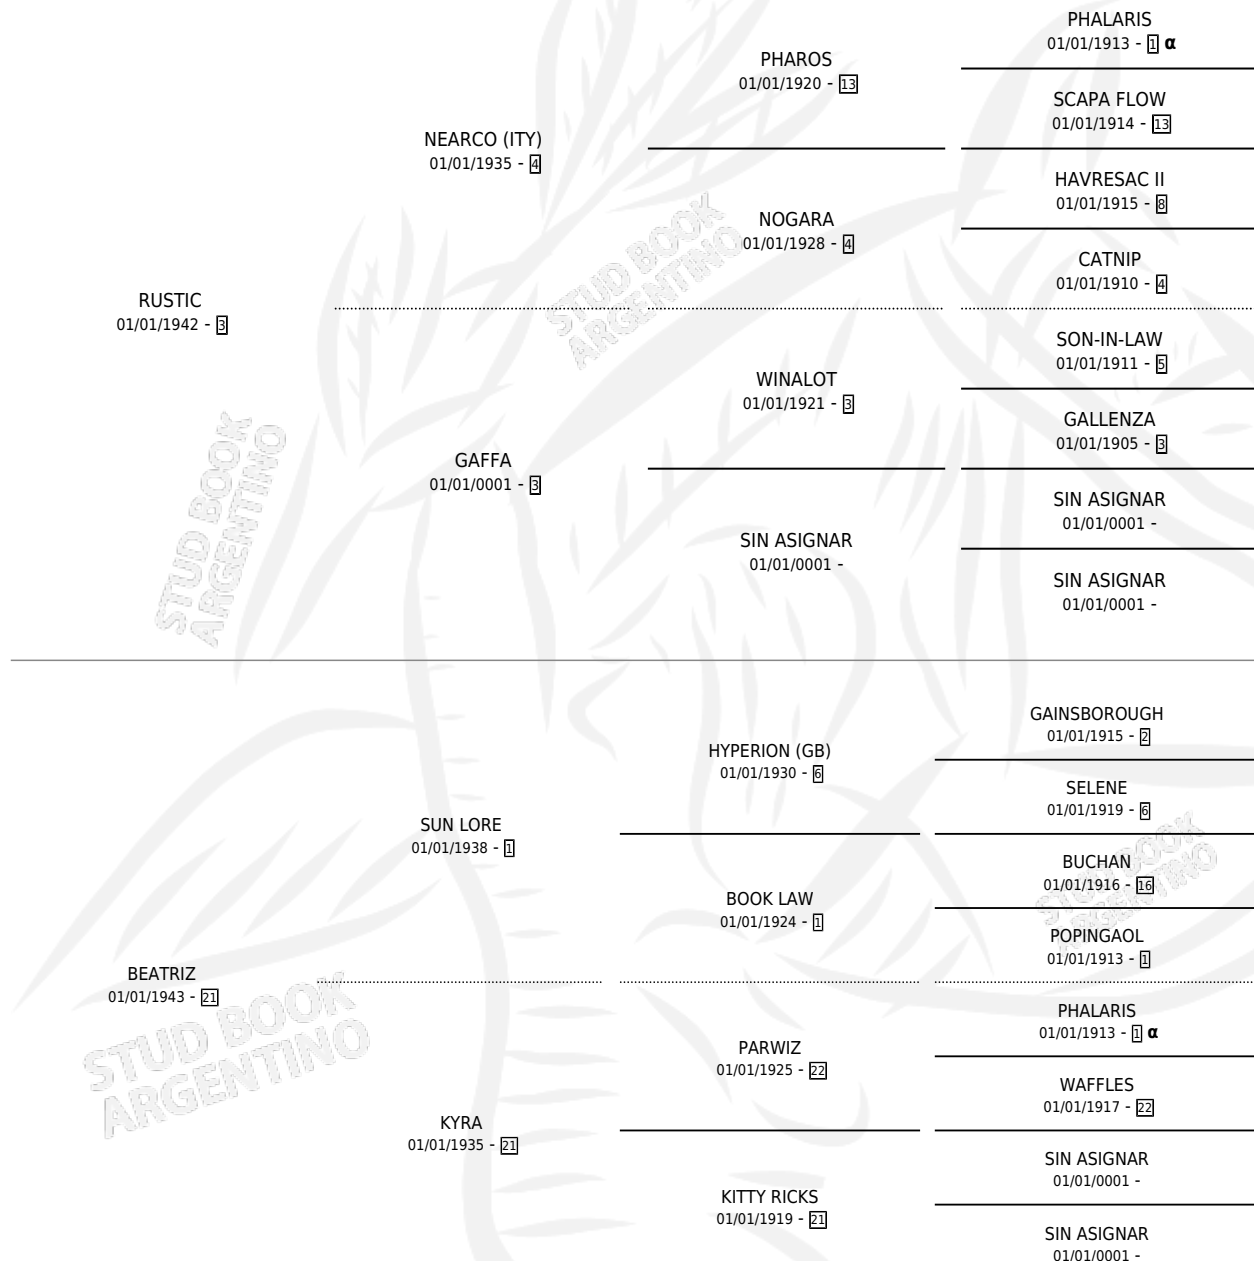 PHALARIS
01/01/1913 - 1 α
PHAROS
01/01/1920 - 13
SCAPA FLOW
01/01/1914 - 13
NEARCO (ITY)
01/01/1935 - 4
HAVRESAC II
01/01/1915 - 8
NOGARA
01/01/1928 - 4
CATNIP
01/01/1910 - 4
RUSTIC
01/01/1942 - 3
SON-IN-LAW
01/01/1911 - 5
WINALOT
01/01/1921 - 3
GALLENZA
01/01/1905 - 3
GAFFA
01/01/0001 - 3
SIN ASIGNAR
01/01/0001 -
SIN ASIGNAR
01/01/0001 -
SIN ASIGNAR
01/01/0001 -
GAINSBOROUGH
01/01/1915 - 2
HYPERION (GB)
01/01/1930 - 6
SELENE
01/01/1919 - 6
SUN LORE
01/01/1938 - 1
BUCHAN
01/01/1916 - 16
BOOK LAW
01/01/1924 - 1
POPINGAOL
01/01/1913 - 1
BEATRIZ
01/01/1943 - 21
PHALARIS
01/01/1913 - 1 α
PARWIZ
01/01/1925 - 22
WAFFLES
01/01/1917 - 22
KYRA
01/01/1935 - 21
SIN ASIGNAR
01/01/0001 -
KITTY RICKS
01/01/1919 - 21
SIN ASIGNAR
01/01/0001 -
STUD BOOK
ARGENTINO
STUD BOOK
ARGENTINO
STUD BOOK
ARGENTINO
STUD BOOK
ARGENTINO